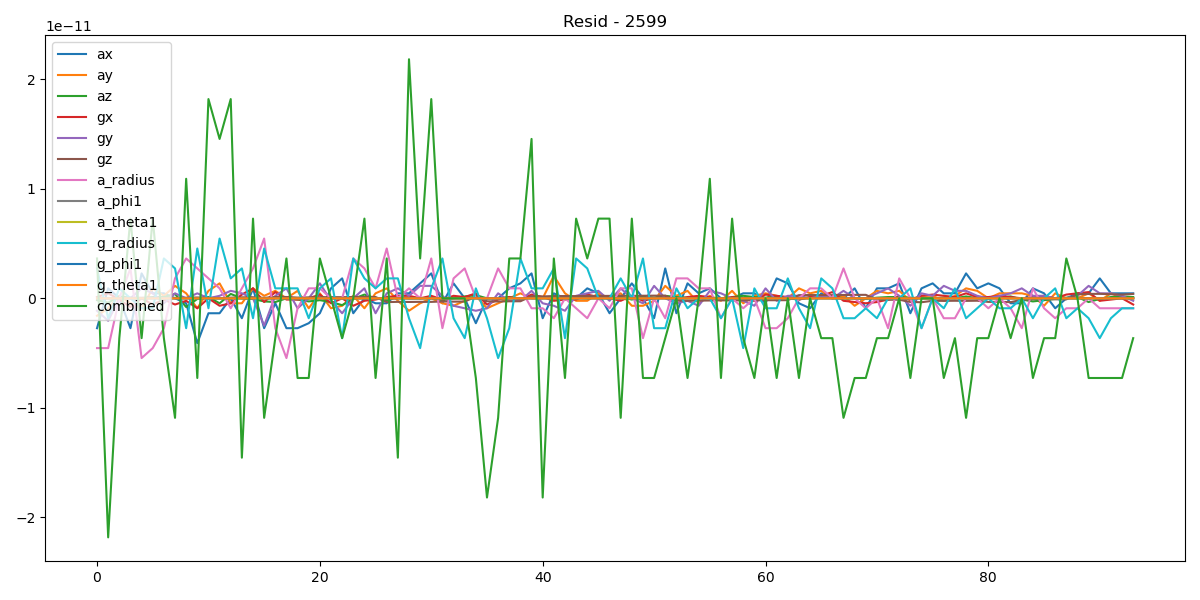 Resid - 2599
1e−11
ax
ay
az
gx
gy
gz
a_radius
a_phi1
a_theta1
g_radius
g_phi1
g_theta1
combined
2
1
0
−1
−2
0 20 40 60 80